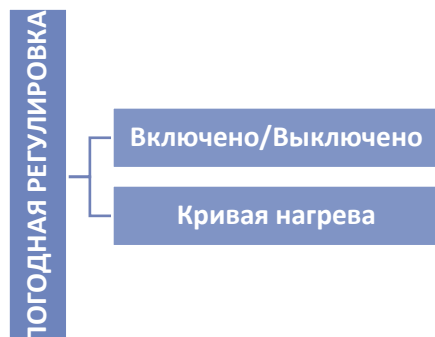 ПОГОДНАЯ РЕГУЛИРОВКА
Включено/Выключено
Кривая нагрева